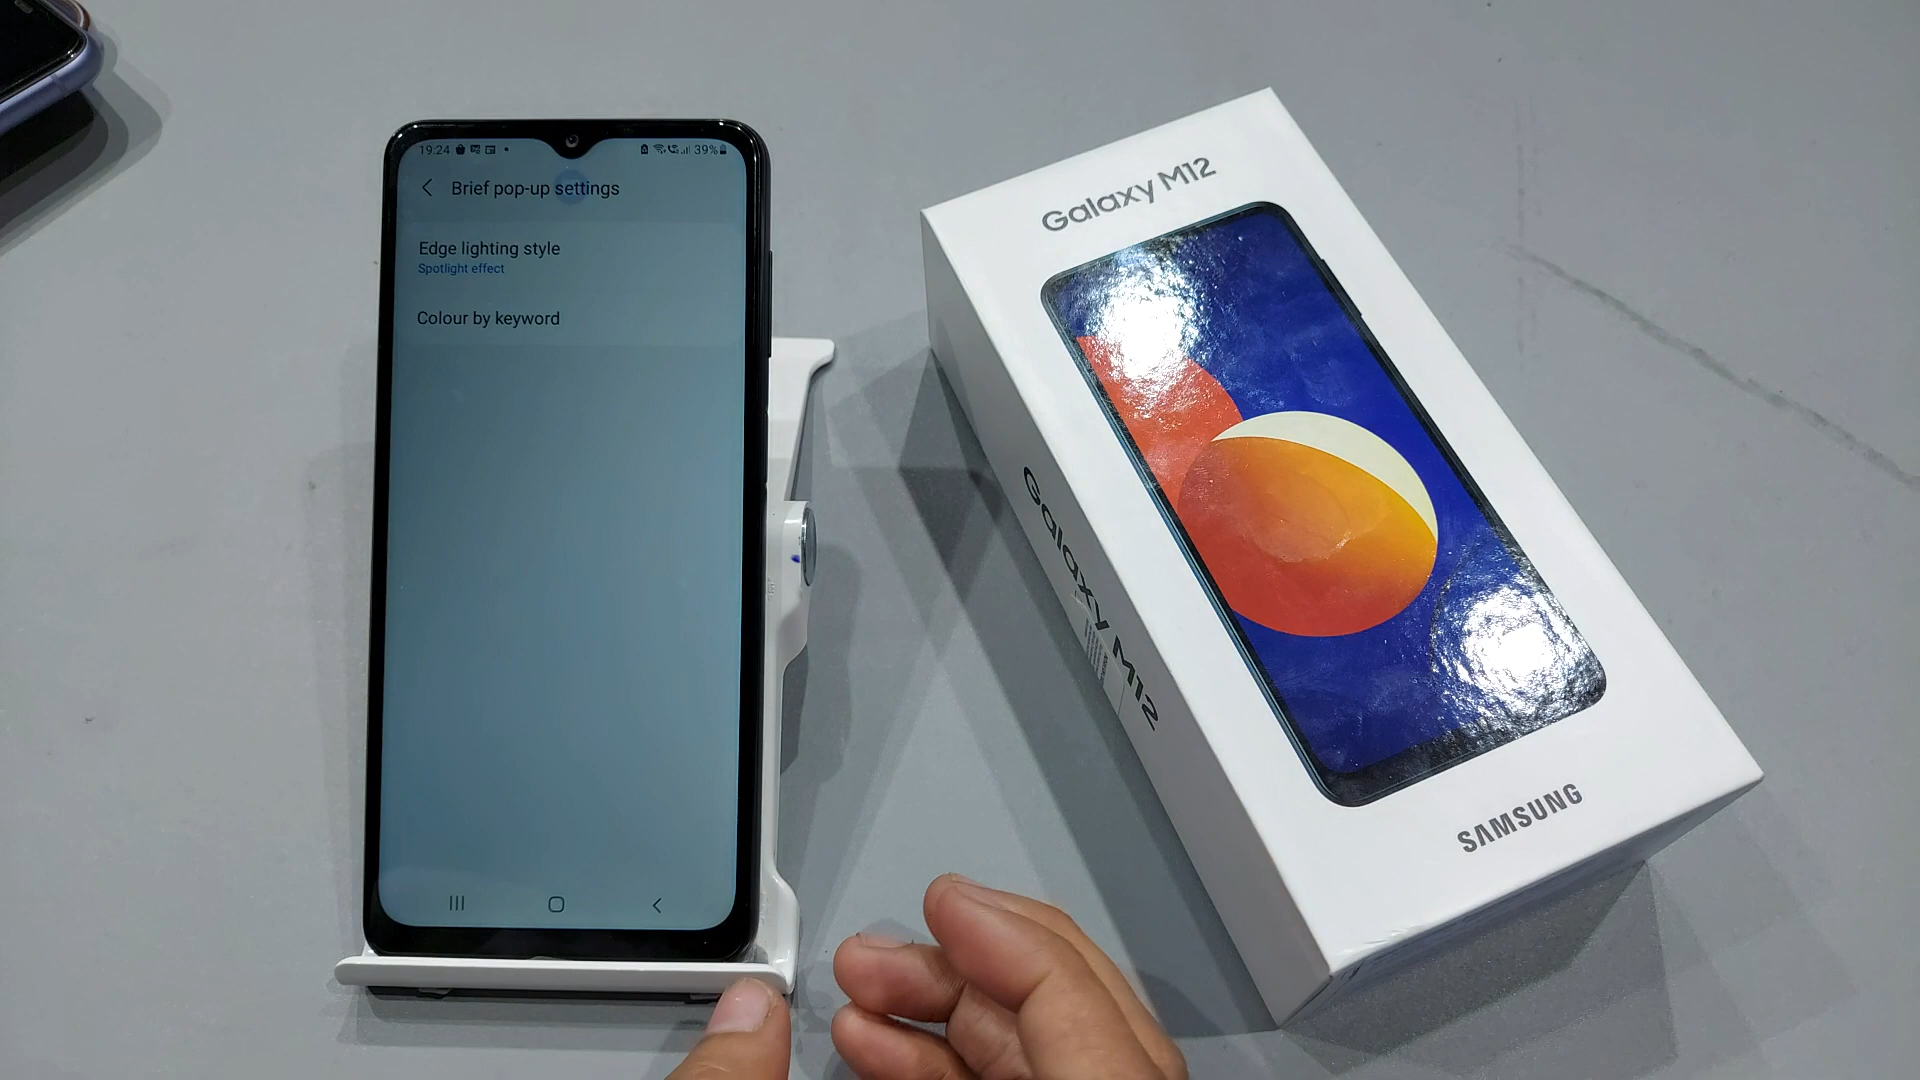 19:24
39%
Brief pop-up settings
Edge lighting style
Spotlight effect
Colour by keyword
Galaxy M12
Galaxy M12
SAMSUNG